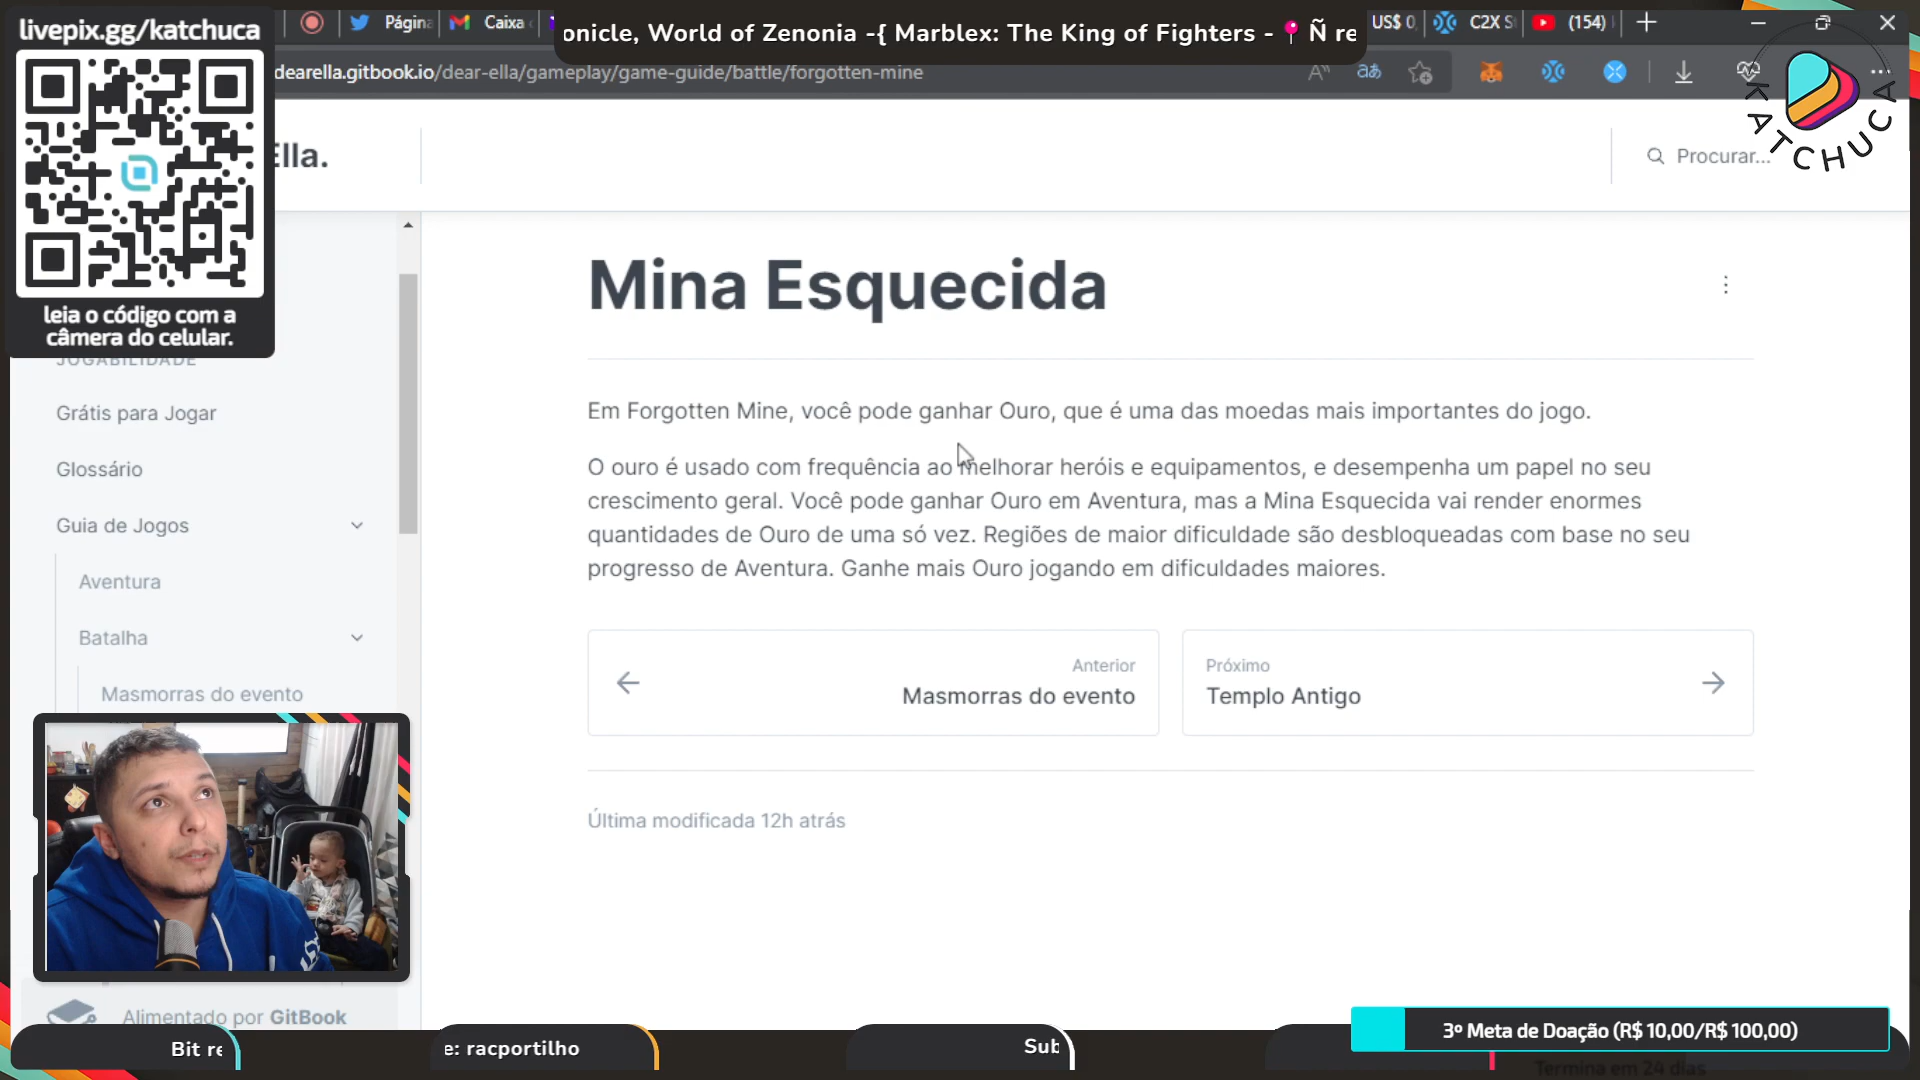 livepix.gg/katchuca
leia o código com a
câmera do celular.
Págin
Caixa
onicle, World of Zenonia -{ Marblex: The King of Fighters - 📍 Ñ re
US$ 0
C2X S
(154)
dearella.gitbook.io/dear-ella/gameplay/game-guide/battle/forgotten-mine
KATCHUCA
Ella.
Procurar...
JOGABILIDADE
Grátis para Jogar
Glossário
Guia de Jogos
Aventura
Batalha
Masmorras do evento
Mina Esquecida
Em Forgotten Mine, você pode ganhar Ouro, que é uma das moedas mais importantes do jogo.
O ouro é usado com frequência ao melhorar heróis e equipamentos, e desempenha um papel no seu
crescimento geral. Você pode ganhar Ouro em Aventura, mas a Mina Esquecida vai render enormes
quantidades de Ouro de uma só vez. Regiões de maior dificuldade são desbloqueadas com base no seu
progresso de Aventura. Ganhe mais Ouro jogando em dificuldades maiores.
Anterior
Masmorras do evento
Próximo
Templo Antigo
Última modificada 12h atrás
Alimentado por GitBook
3º Meta de Doação (R$ 10,00/R$ 100,00)
Termina em 24 dias
Bit re
e: racportilho
Sub